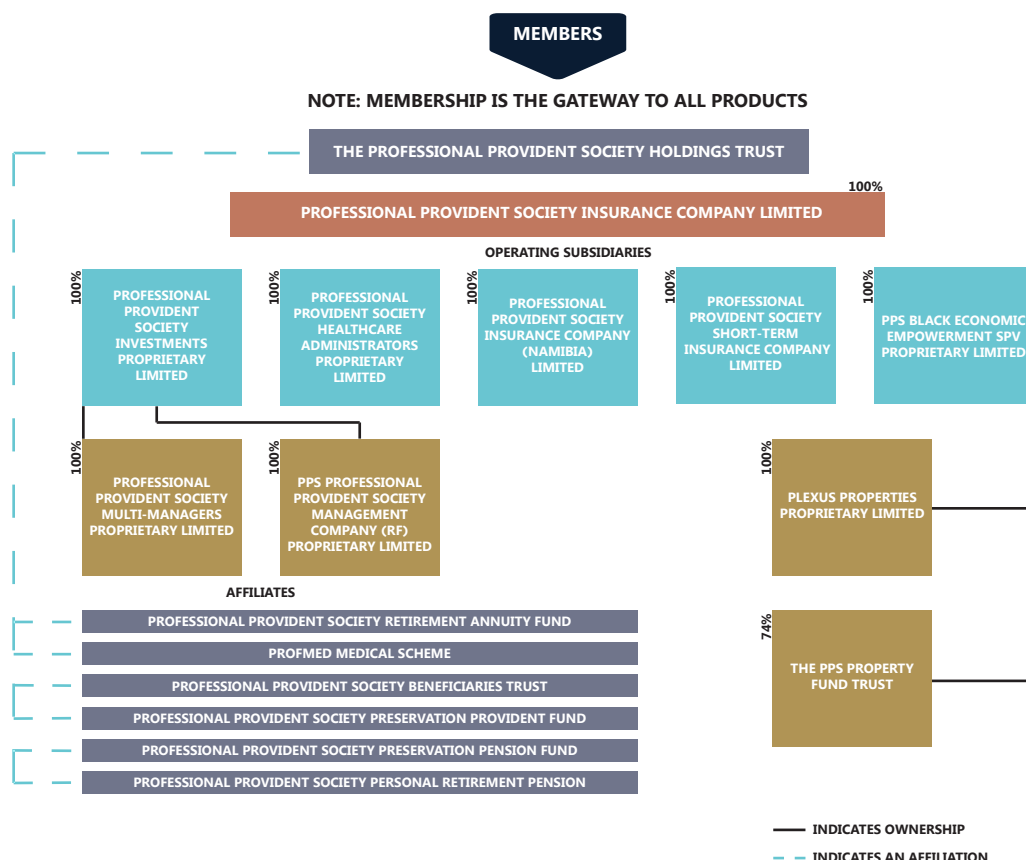 MEMBERS
NOTE: MEMBERSHIP IS THE GATEWAY TO ALL PRODUCTS
THE PROFESSIONAL PROVIDENT SOCIETY HOLDINGS TRUST
100%
PROFESSIONAL PROVIDENT SOCIETY INSURANCE COMPANY LIMITED
OPERATING SUBSIDIARIES
100%
PROFESSIONAL
PROVIDENT
SOCIETY
INVESTMENTS
PROPRIETARY
LIMITED
100%
PROFESSIONAL
PROVIDENT SOCIETY
HEALTHCARE
ADMINISTRATORS
PROPRIETARY
LIMITED
100%
PROFESSIONAL
PROVIDENT SOCIETY
INSURANCE COMPANY
(NAMIBIA)
LIMITED
100%
PROFESSIONAL
PROVIDENT SOCIETY
SHORT-TERM
INSURANCE COMPANY
LIMITED
100%
PPS BLACK ECONOMIC
EMPOWERMENT SPV
PROPRIETARY LIMITED
100%
PROFESSIONAL
PROVIDENT SOCIETY
MULTI-MANAGERS
PROPRIETARY LIMITED
100%
PPS PROFESSIONAL
PROVIDENT SOCIETY
MANAGEMENT
COMPANY (RF)
PROPRIETARY LIMITED
100%
PLEXUS PROPERTIES
PROPRIETARY LIMITED
AFFILIATES
PROFESSIONAL PROVIDENT SOCIETY RETIREMENT ANNUITY FUND
PROFMED MEDICAL SCHEME
PROFESSIONAL PROVIDENT SOCIETY BENEFICIARIES TRUST
PROFESSIONAL PROVIDENT SOCIETY PRESERVATION PROVIDENT FUND
PROFESSIONAL PROVIDENT SOCIETY PRESERVATION PENSION FUND
PROFESSIONAL PROVIDENT SOCIETY PERSONAL RETIREMENT PENSION
74%
THE PPS PROPERTY
FUND TRUST
INDICATES OWNERSHIP
INDICATES AN AFFILIATION